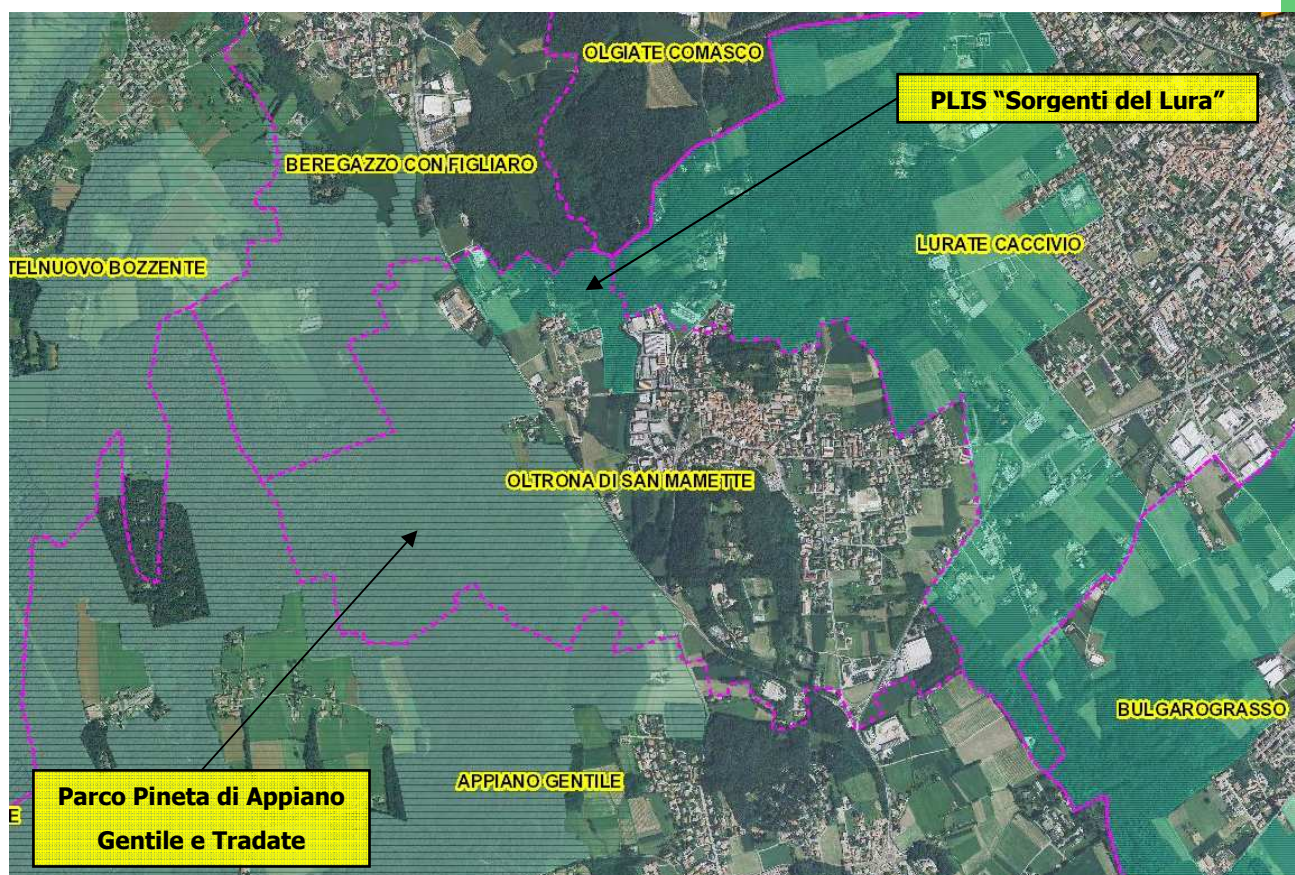 OLGIATE COMASCO
PLIS “Sorgenti del Lura”
BEREGAZZO CON FIGLIARO
LURATE CACCIVIO
TELNUOVO BOZZENTE
OLTRONA DI SAN MAMETTE
BULGAROGRASSO
APPIANO GENTILE
Parco Pineta di Appiano
Gentile e Tradate
E